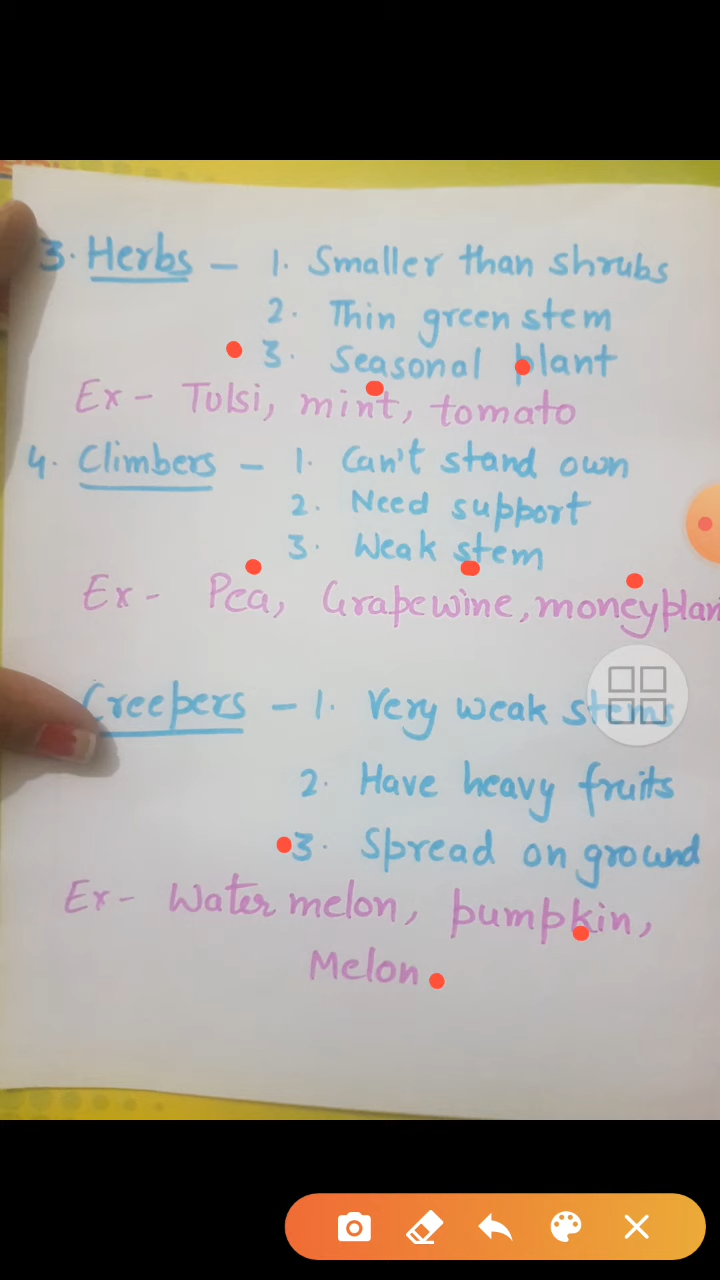 3. Herbs - 1. Smaller than shrubs
2. Thin green stem
3. Seasonal plant
Ex - Tulsi, mint, tomato
4. Climbers - 1. Can't stand own
2. Need support
3. Weak stem
Ex - Pea, Grapewine, moneyplan
Creepers - 1. Very weak stems
2. Have heavy fruits
3. Spread on ground
Ex - Water melon, pumpkin,
Melon